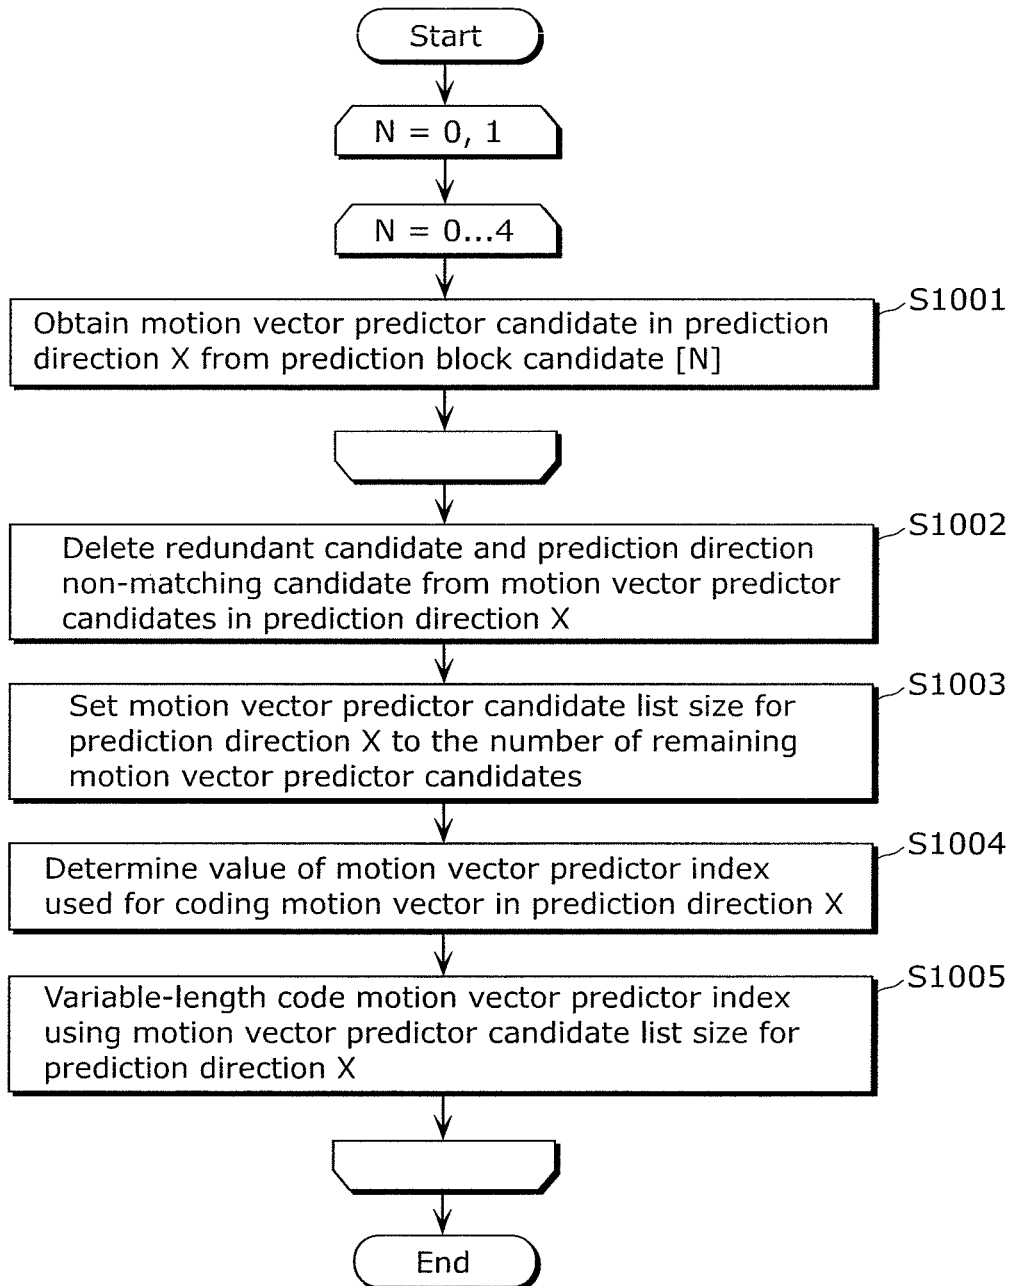 Start
N = 0, 1
N = 0...4
S1001
Obtain motion vector predictor candidate in prediction
direction X from prediction block candidate [N]
S1002
Delete redundant candidate and prediction direction
non-matching candidate from motion vector predictor
candidates in prediction direction X
S1003
Set motion vector predictor candidate list size for
prediction direction X to the number of remaining
motion vector predictor candidates
S1004
Determine value of motion vector predictor index
used for coding motion vector in prediction direction X
S1005
Variable-length code motion vector predictor index
using motion vector predictor candidate list size for
prediction direction X
End